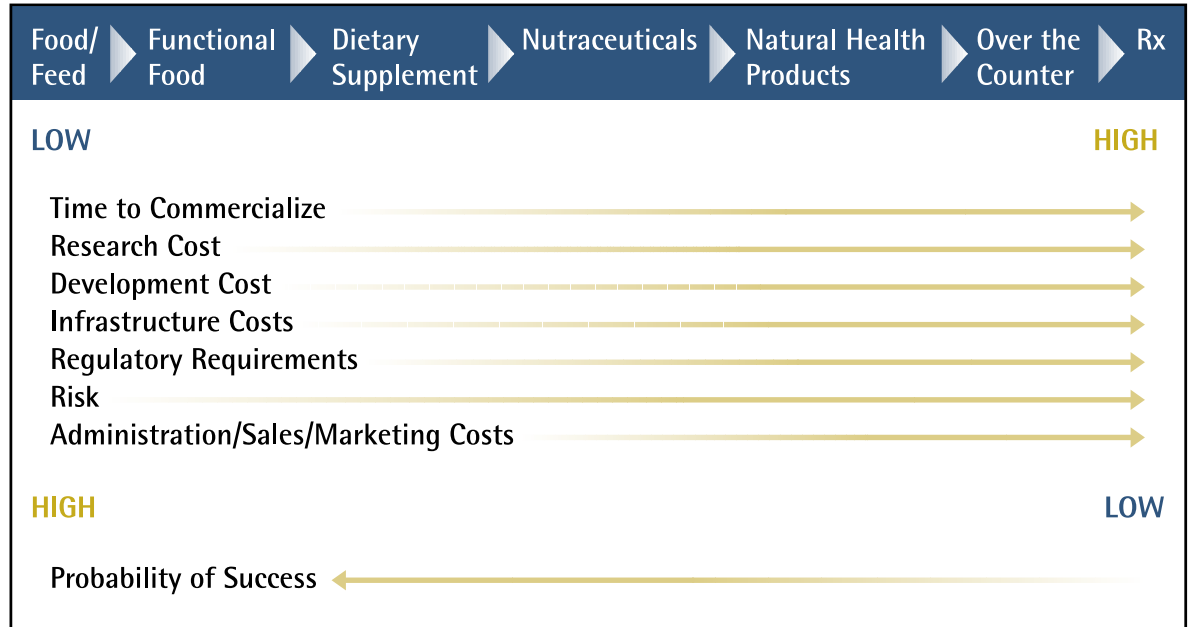 Food/ Functional Dietary Nutraceuticals Natural Health Over the Rx
Feed Food Supplement Products Counter
LOW HIGH
Time to Commercialize
Research Cost
Development Cost
Infrastructure Costs
Regulatory Requirements
Risk
Administration/Sales/Marketing Costs
HIGH LOW
Probability of Success